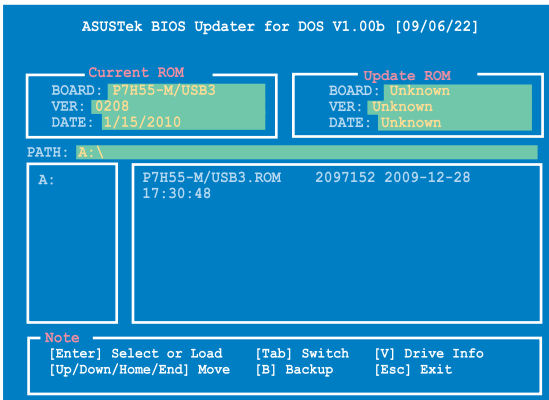 ASUSTek BIOS Updater for DOS V1.00b [09/06/22]
Current ROM
BOARD: P7H55-M/USB3
VER: 0208
DATE: 1/15/2010
Update ROM
BOARD: Unknown
VER: Unknown
DATE: Unknown
PATH: A:\
A:
P7H55-M/USB3.ROM 2097152 2009-12-28
17:30:48
Note
[Enter] Select or Load [Tab] Switch [V] Drive Info
[Up/Down/Home/End] Move [B] Backup [Esc] Exit